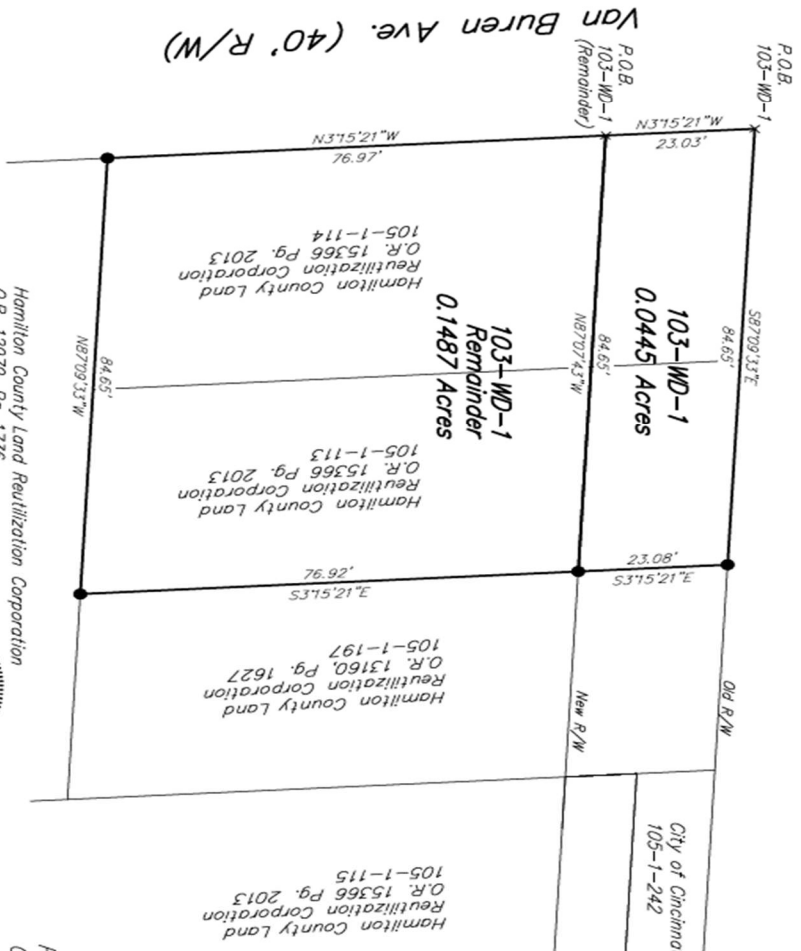 Van Buren Ave. (40' R/W)
P.O.B.
103-WD-1
P.O.B.
103-WD-1
(Remainder)
N3°15'21"W
23.03'
N3°15'21"W
76.97'
S87°09'33"E
84.65'
103-WD-1
0.0445 Acres
84.65'
N87°07'43"W
103-WD-1
Remainder
0.1487 Acres
Hamilton County Land
Reutilization Corporation
O.R. 15366 Pg. 2013
105-1-114
Hamilton County Land
Reutilization Corporation
O.R. 15366 Pg. 2013
105-1-113
84.65'
N87°09'33"W
23.08'
S3°15'21"E
76.92'
S3°15'21"E
Hamilton County Land Reutilization Corporation
Hamilton County Land
Reutilization Corporation
O.R. 13160, Pg. 1627
105-1-197
Old R/W
New R/W
City of Cincinna
105-1-242
Hamilton County Land
Reutilization Corporation
O.R. 15366 Pg. 2013
105-1-115